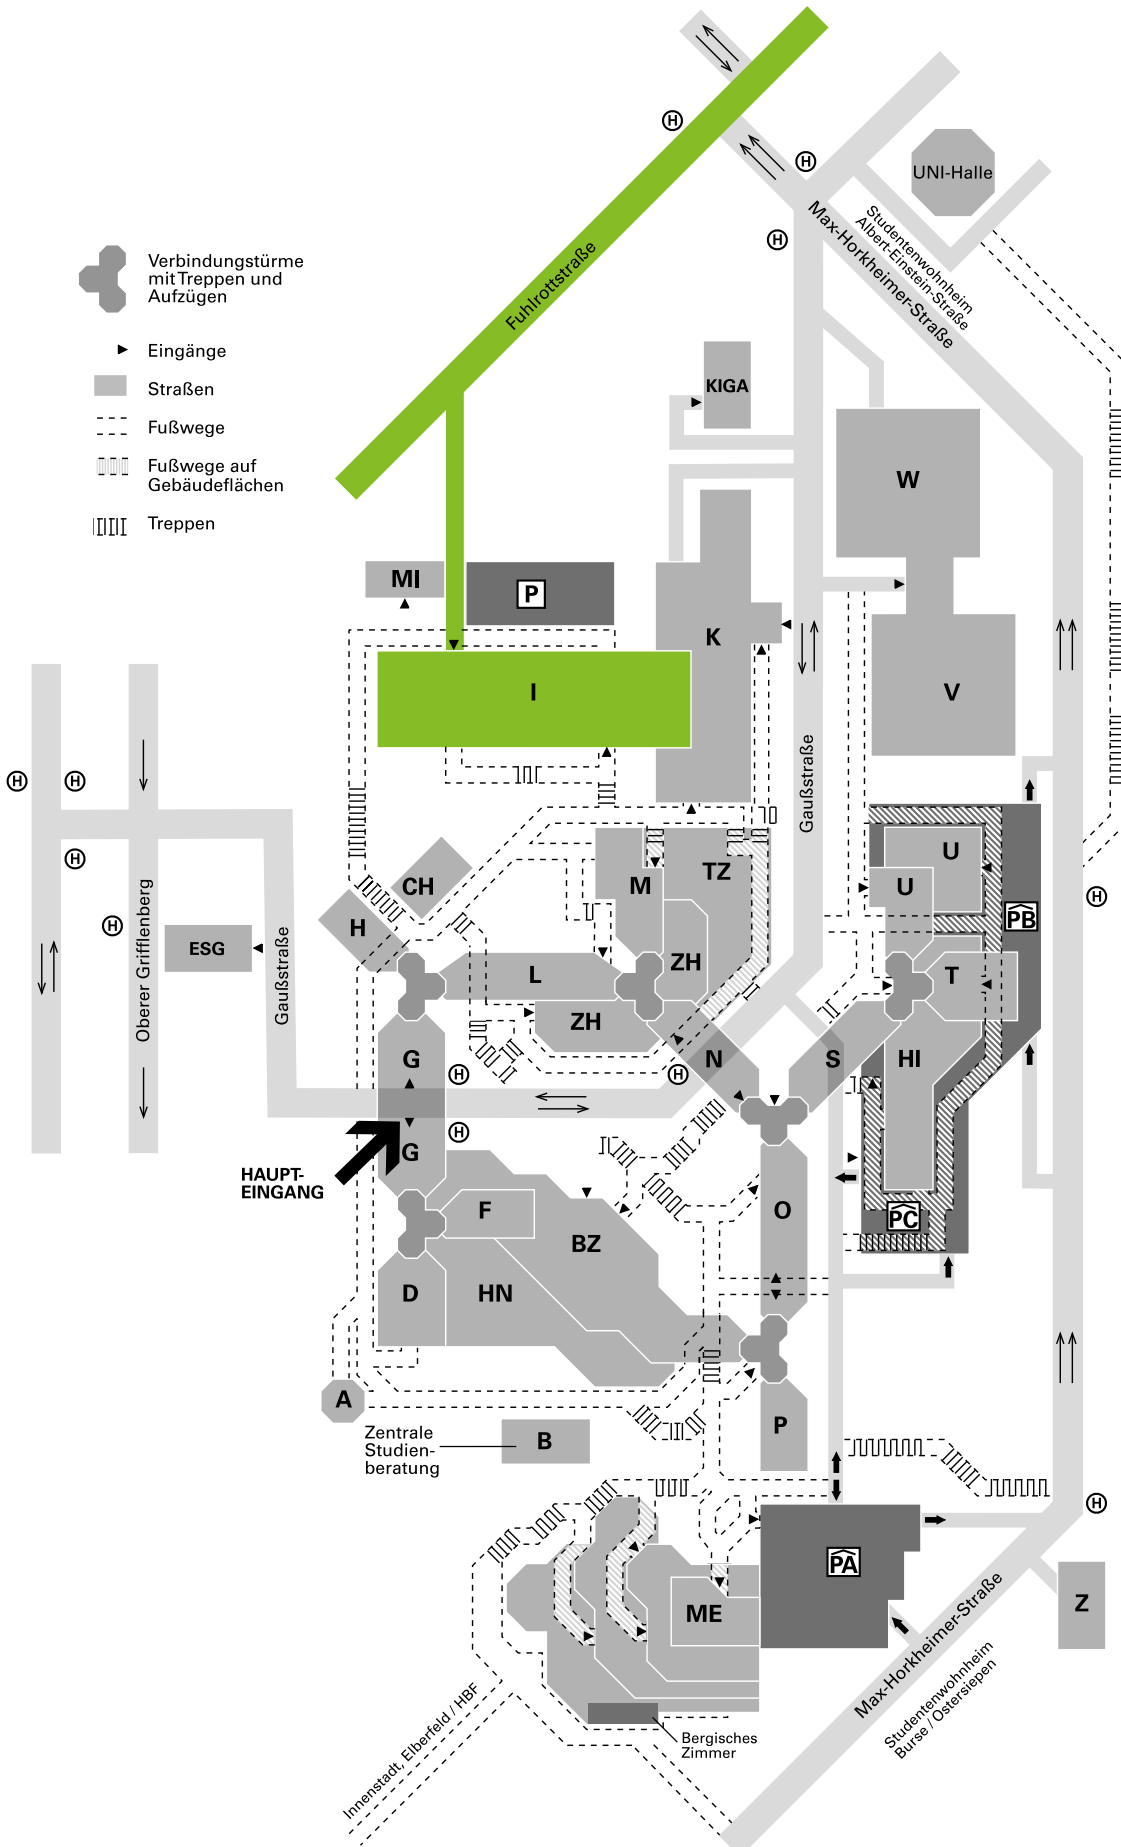 H
H
H
UNI-Halle
Studentenwohnheim
Albert-Einstein-Straße
Max-Horkheimer-Straße
Fuhlrottstraße
Verbindungstürme
mit Treppen und
Aufzügen
Eingänge
Straßen
Fußwege
Fußwege auf
Gebäudeflächen
Treppen
KIGA
W
MI
P
K
I
V
H
H
H
H
Gaußstraße
Oberer Grifflenberg
Gaußstraße
ESG
CH
H
M
TZ
U
U
PB
H
L
ZH
ZH
T
G
H
H
N
S
HI
HAUPT-
EINGANG
G
H
F
BZ
O
PC
D
HN
A
Zentrale
Studien-
beratung
B
P
H
PA
ME
Z
Max-Horkheimer-Straße
Studentenwohnheim
Burse / Ostersiepen
Innenstadt, Elberfeld / HBF
Bergisches
Zimmer